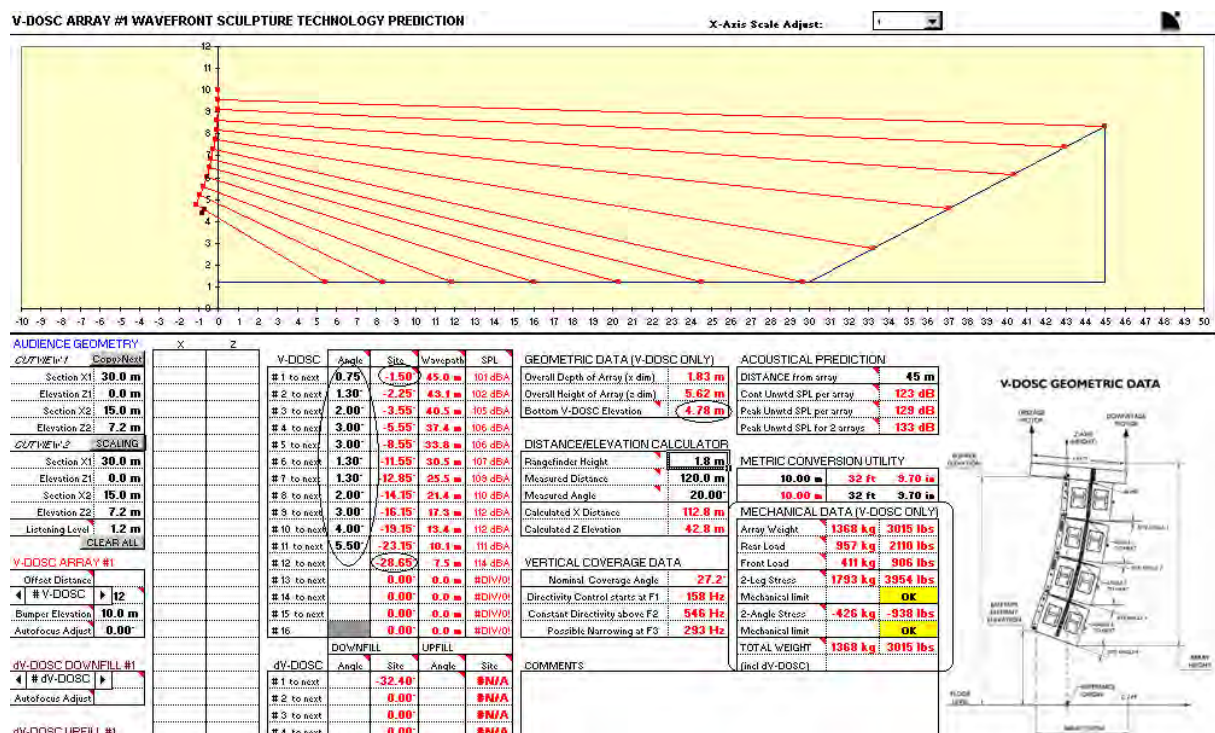 V-DOSC ARRAY #1 WAVEFRONT SCULPTURE TECHNOLOGY PREDICTION
X-Axis Scale Adjust: 1
12
11
10
9
8
7
6
5
4
3
2
1
0
-10 -9 -8 -7 -6 -5 -4 -3 -2 -1 0 1 2 3 4 5 6 7 8 9 10 11 12 13 14 15 16 17 18 19 20 21 22 23 24 25 26 27 28 29 30 31 32 33 34 35 36 37 38 39 40 41 42 43 44 45 46 47 48 49 50
AUDIENCE GEOMETRY
CUTVIEW 1 Copy>Next
Section X1 30.0 m
Elevation Z1 0.0 m
Section X2 15.0 m
Elevation Z2 7.2 m
CUTVIEW 2 SCALING
Section X1 30.0 m
Elevation Z1 0.0 m
Section X2 15.0 m
Elevation Z2 7.2 m
Listening Level 1.2 m
CLEAR ALL
V-DOSC ARRAY #1
Offset Distance
# V-DOSC 12
Bumper Elevation 10.0 m
Autofocus Adjust 0.00°
dV-DOSC DOWNFILL #1
# dV-DOSC
Autofocus Adjust
dV-DOSC UPFILL #1
X Z
V-DOSC Angle Site Wavepath SPL
# 1 to next 0.75° -1.50° 45.0 m 101 dBA
# 2 to next 1.30° -2.25° 43.1 m 102 dBA
# 3 to next 2.00° -3.55° 40.5 m 105 dBA
# 4 to next 3.00° -5.55° 37.4 m 106 dBA
# 5 to next 3.00° -8.55° 33.8 m 106 dBA
# 6 to next 1.30° -11.55° 30.5 m 107 dBA
# 7 to next 1.30° -12.85° 25.5 m 109 dBA
# 8 to next 2.00° -14.15° 21.4 m 110 dBA
# 9 to next 3.00° -16.15° 17.3 m 112 dBA
# 10 to next 4.00° -19.15° 13.4 m 112 dBA
# 11 to next 5.50° -23.15° 10.1 m 111 dBA
# 12 to next -28.65° 7.5 m 114 dBA
# 13 to next 0.00° 0.0 m #DIV/0!
# 14 to next 0.00° 0.0 m #DIV/0!
# 15 to next 0.00° 0.0 m #DIV/0!
# 16 0.00° 0.0 m #DIV/0!
DOWNFILL UPFILL
dV-DOSC Angle Site Angle Site
# 1 to next -32.40° #N/A
# 2 to next 0.00° #N/A
# 3 to next 0.00° #N/A
# 4 to next 0.00° #N/A
GEOMETRIC DATA (V-DOSC ONLY)
Overall Depth of Array (x dim) 1.83 m
Overall Height of Array (z dim) 5.62 m
Bottom V-DOSC Elevation 4.78 m
DISTANCE/ELEVATION CALCULATOR
Rangefinder Height 1.8 m
Measured Distance 120.0 m
Measured Angle 20.00°
Calculated X Distance 112.8 m
Calculated Z Elevation 42.8 m
VERTICAL COVERAGE DATA
Nominal Coverage Angle 27.2°
Directivity Control starts at F1 158 Hz
Constant Directivity above F2 546 Hz
Possible Narrowing at F3 293 Hz
COMMENTS
ACOUSTICAL PREDICTION
DISTANCE from array 45 m
Cont Unwtd SPL per array 123 dB
Peak Unwtd SPL per array 129 dB
Peak Unwtd SPL for 2 arrays 133 dB
METRIC CONVERSION UTILITY
10.00 m 32 ft 9.70 in
10.00 m 32 ft 9.70 in
MECHANICAL DATA (V-DOSC ONLY)
Array Weight 1368 kg 3015 lbs
Rear Load 957 kg 2110 lbs
Front Load 411 kg 906 lbs
2-Leg Stress 1793 kg 3954 lbs
Mechanical limit OK
2-Angle Stress -426 kg -938 lbs
Mechanical limit OK
TOTAL WEIGHT 1368 kg 3015 lbs
(incl dV-DOSC)
V-DOSC GEOMETRIC DATA
ARRAY HEIGHT
FLOOR LEVEL